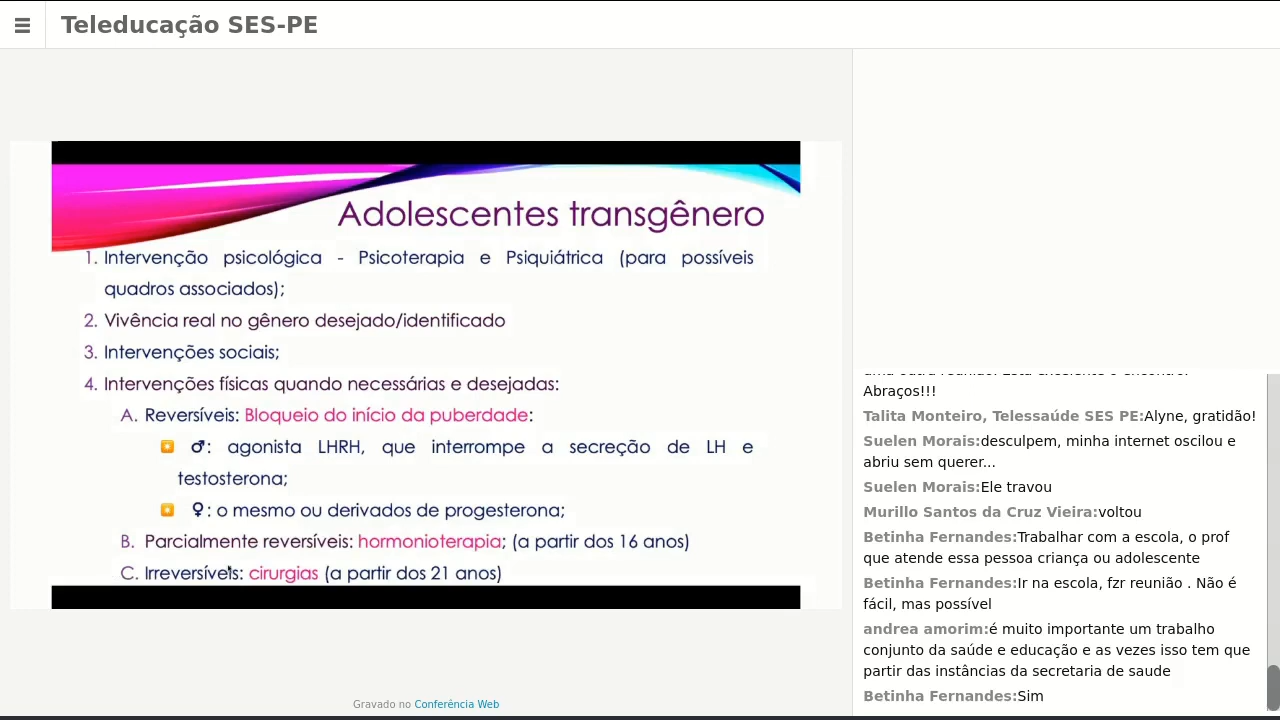 Teleducação SES-PE
Adolescentes transgênero
1. Intervenção psicológica - Psicoterapia e Psiquiátrica (para possíveis
quadros associados);
2. Vivência real no gênero desejado/identificado
3. Intervenções sociais;
4. Intervenções físicas quando necessárias e desejadas:
A. Reversíveis: Bloqueio do início da puberdade:
♂: agonista LHRH, que interrompe a secreção de LH e
testosterona;
♀: o mesmo ou derivados de progesterona;
B. Parcialmente reversíveis: hormonioterapia; (a partir dos 16 anos)
C. Irreversíveis: cirurgias (a partir dos 21 anos)
Gravado no Conferência Web
Abraços!!!
Talita Monteiro, Telessaúde SES PE:Alyne, gratidão!
Suelen Morais:desculpem, minha internet oscilou e
abriu sem querer...
Suelen Morais:Ele travou
Murillo Santos da Cruz Vieira:voltou
Betinha Fernandes:Trabalhar com a escola, o prof
que atende essa pessoa criança ou adolescente
Betinha Fernandes:Ir na escola, fzr reunião . Não é
fácil, mas possível
andrea amorim:é muito importante um trabalho
conjunto da saúde e educação e as vezes isso tem que
partir das instâncias da secretaria de saude
Betinha Fernandes:Sim